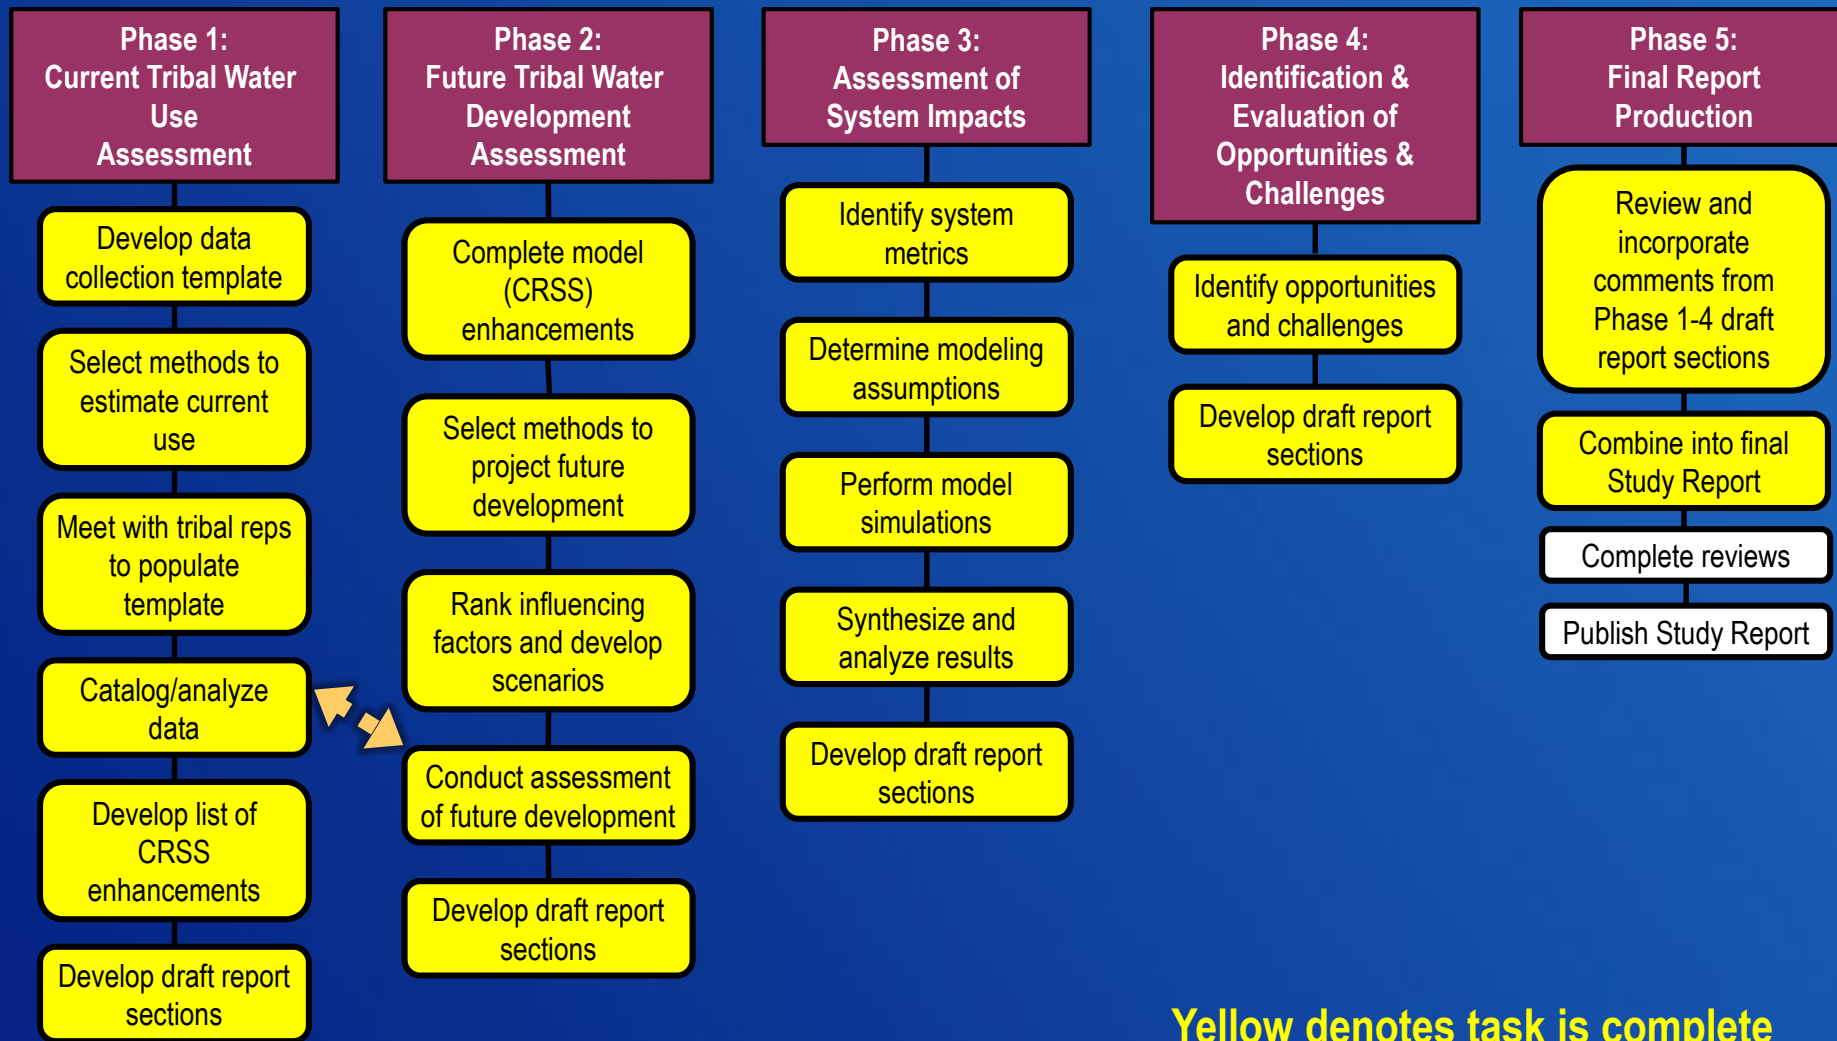 Phase 1:
Current Tribal Water
Use
Assessment
Develop data
collection template
Select methods to
estimate current
use
Meet with tribal reps
to populate
template
Catalog/analyze
data
Develop list of
CRSS
enhancements
Develop draft report
sections
Phase 2:
Future Tribal Water
Development
Assessment
Complete model
(CRSS)
enhancements
Select methods to
project future
development
Rank influencing
factors and develop
scenarios
Conduct assessment
of future development
Develop draft report
sections
Phase 3:
Assessment of
System Impacts
Identify system
metrics
Determine modeling
assumptions
Perform model
simulations
Synthesize and
analyze results
Develop draft report
sections
Phase 4:
Identification &
Evaluation of
Opportunities &
Challenges
Identify opportunities
and challenges
Develop draft report
sections
Phase 5:
Final Report
Production
Review and
incorporate
comments from
Phase 1-4 draft
report sections
Combine into final
Study Report
Complete reviews
Publish Study Report
Yellow denotes task is complete